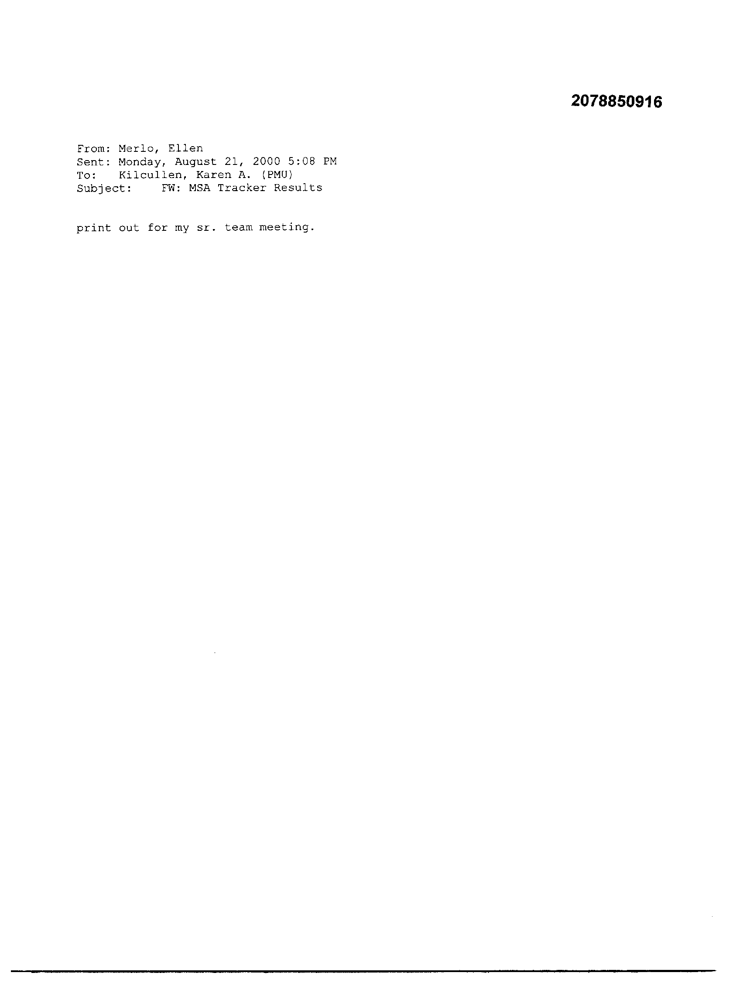 2078850916
From: Merlo, Ellen
Sent: Monday, August 21, 2000 5:08 PM
To: Kilcullen, Karen A. (PMU)
Subject: FW: MSA Tracker Results
print out for my sr. team meeting.